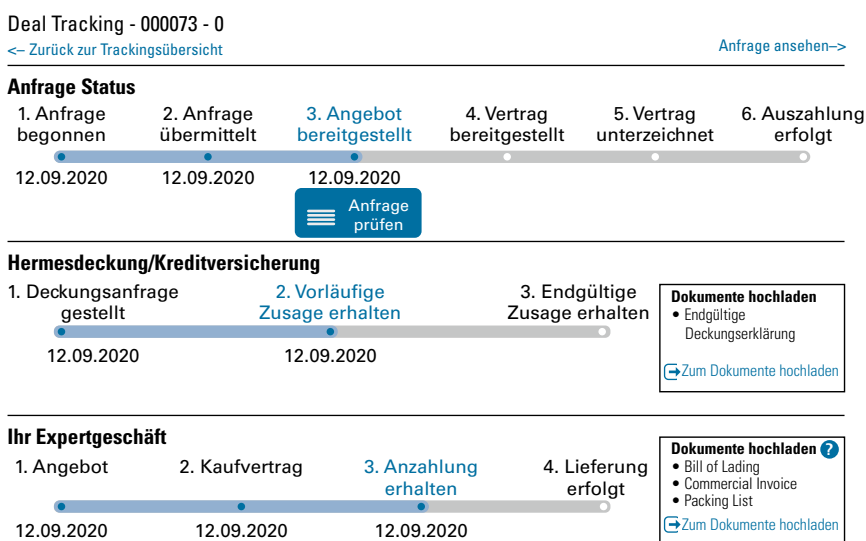 Deal Tracking - 000073 - 0
<– Zurück zur Trackingsübersicht
Anfrage ansehen–>
Anfrage Status
1. Anfrage begonnen
2. Anfrage übermittelt
3. Angebot bereitgestellt
4. Vertrag bereitgestellt
5. Vertrag unterzeichnet
6. Auszahlung erfolgt
12.09.2020
12.09.2020
12.09.2020
Anfrage
prüfen
Hermesdeckung/Kreditversicherung
1. Deckungsanfrage
gestellt
2. Vorläufige
Zusage erhalten
3. Endgültige
Zusage erhalten
12.09.2020
12.09.2020
Dokumente hochladen
• Endgültige
Deckungserklärung
Zum Dokumente hochladen
Ihr Expertgeschäft
1. Angebot
2. Kaufvertrag
3. Anzahlung
erhalten
4. Lieferung
erfolgt
12.09.2020
12.09.2020
12.09.2020
Dokumente hochladen ?
• Bill of Lading
• Commercial Invoice
• Packing List
Zum Dokumente hochladen